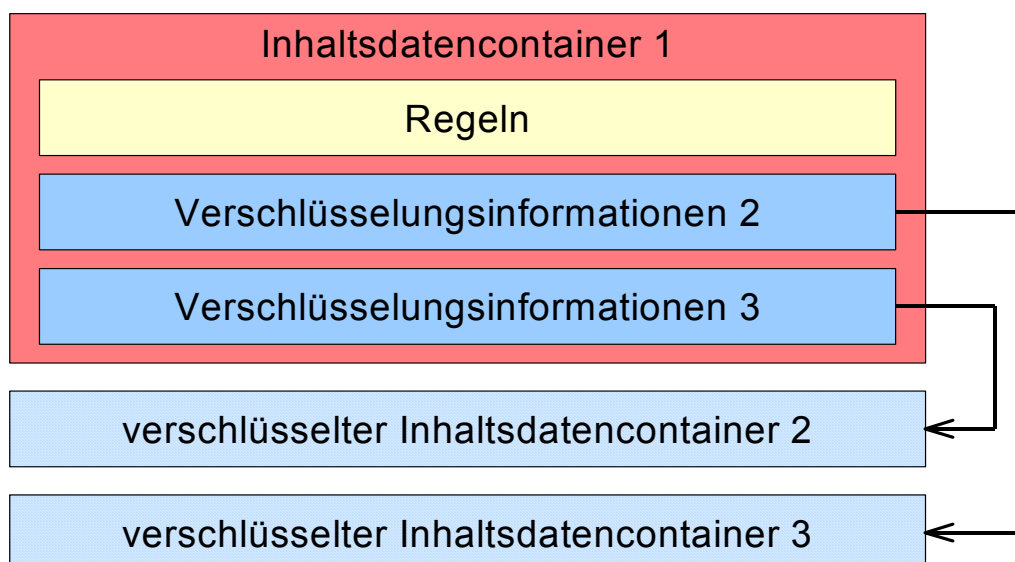 Inhaltsdatencontainer 1
Regeln
Verschlüsselungsinformationen 2
Verschlüsselungsinformationen 3
verschlüsselter Inhaltsdatencontainer 2
verschlüsselter Inhaltsdatencontainer 3